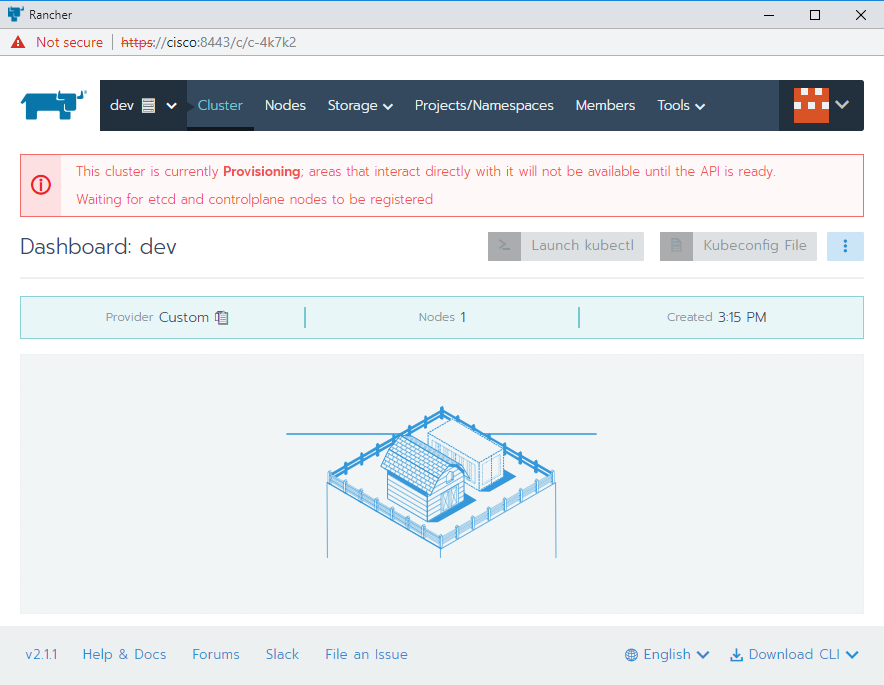 Rancher
Not secure https://cisco:8443/c/c-4k7k2
dev Cluster Nodes Storage Projects/Namespaces Members Tools
This cluster is currently Provisioning; areas that interact directly with it will not be available until the API is ready.
Waiting for etcd and controlplane nodes to be registered
Dashboard: dev Launch kubectl Kubeconfig File
Provider Custom Nodes 1 Created 3:15 PM
v2.1.1 Help & Docs Forums Slack File an Issue English Download CLI